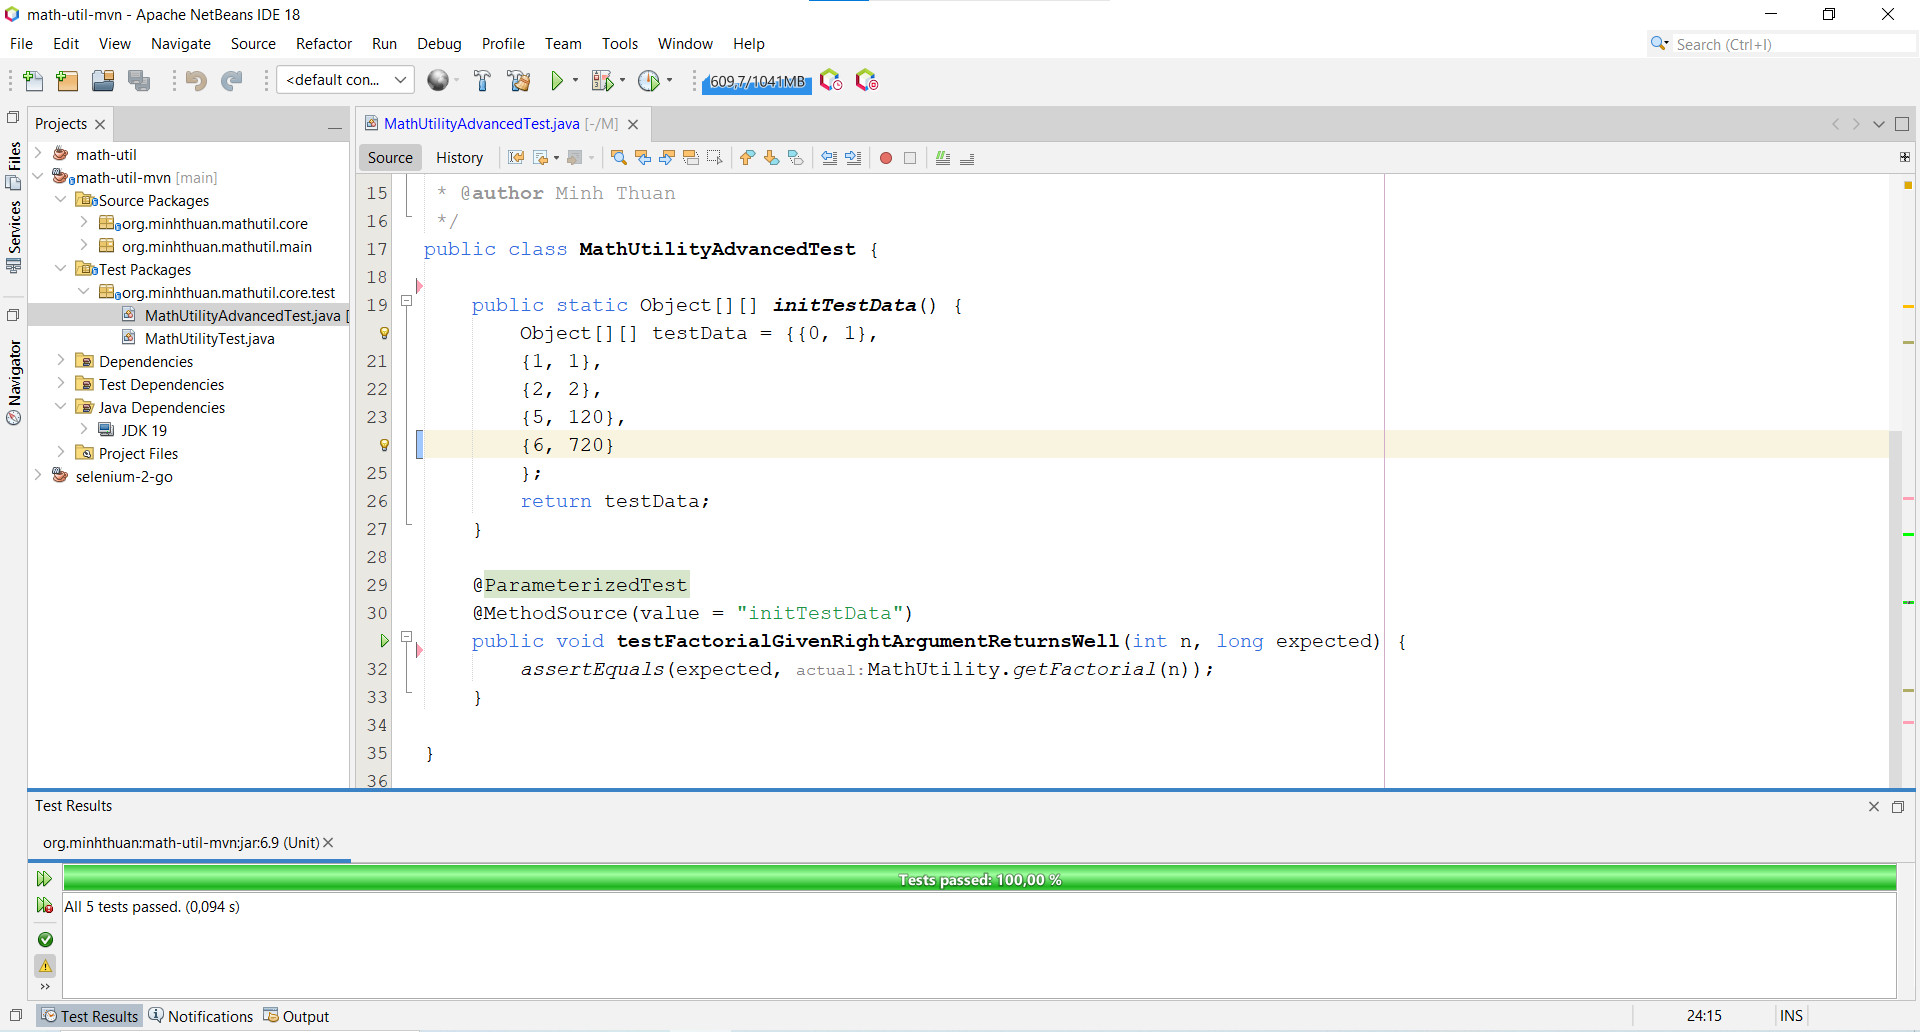 math-util-mvn - Apache NetBeans IDE 18
File Edit View Navigate Source Refactor Run Debug Profile Team Tools Window Help
Search (Ctrl+I)
<default con...
609,7/1041MB
Projects
MathUtilityAdvancedTest.java [-/M]
Source History
Files
Services
Navigator
math-util
math-util-mvn [main]
Source Packages
org.minhthuan.mathutil.core
org.minhthuan.mathutil.main
Test Packages
org.minhthuan.mathutil.core.test
MathUtilityAdvancedTest.java [
MathUtilityTest.java
Dependencies
Test Dependencies
Java Dependencies
JDK 19
Project Files
selenium-2-go
15 * @author Minh Thuan
16 */
17 public class MathUtilityAdvancedTest {
18
19 public static Object[][] initTestData() {
Object[][] testData = {{0, 1},
21 {1, 1},
22 {2, 2},
23 {5, 120},
{6, 720}
25 };
26 return testData;
27 }
28
29 @ParameterizedTest
30 @MethodSource(value = "initTestData")
public void testFactorialGivenRightArgumentReturnsWell(int n, long expected) {
32 assertEquals(expected, actual: MathUtility.getFactorial(n));
33 }
34
35 }
36
Test Results
org.minhthuan:math-util-mvn:jar:6.9 (Unit)
Tests passed: 100,00 %
All 5 tests passed. (0,094 s)
Test Results Notifications Output
24:15 INS